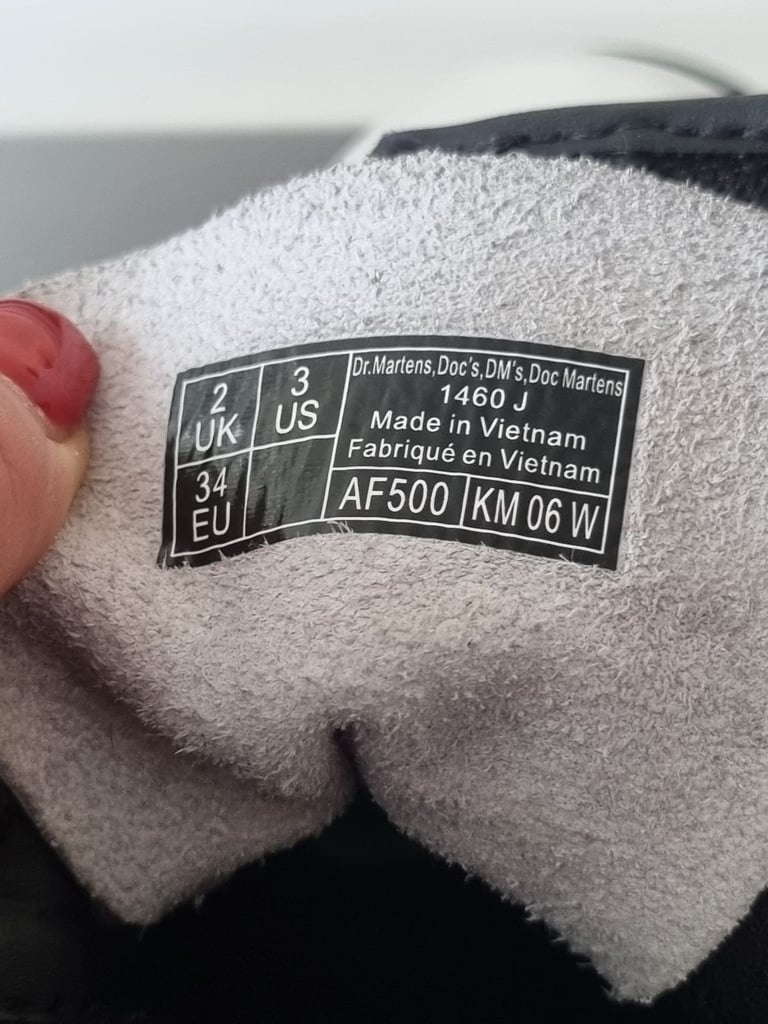 2
UK
3
US
34
EU
Dr.Martens,Doc's,DM's,Doc Martens
1460 J
Made in Vietnam
Fabriqué en Vietnam
AF500
KM 06 W